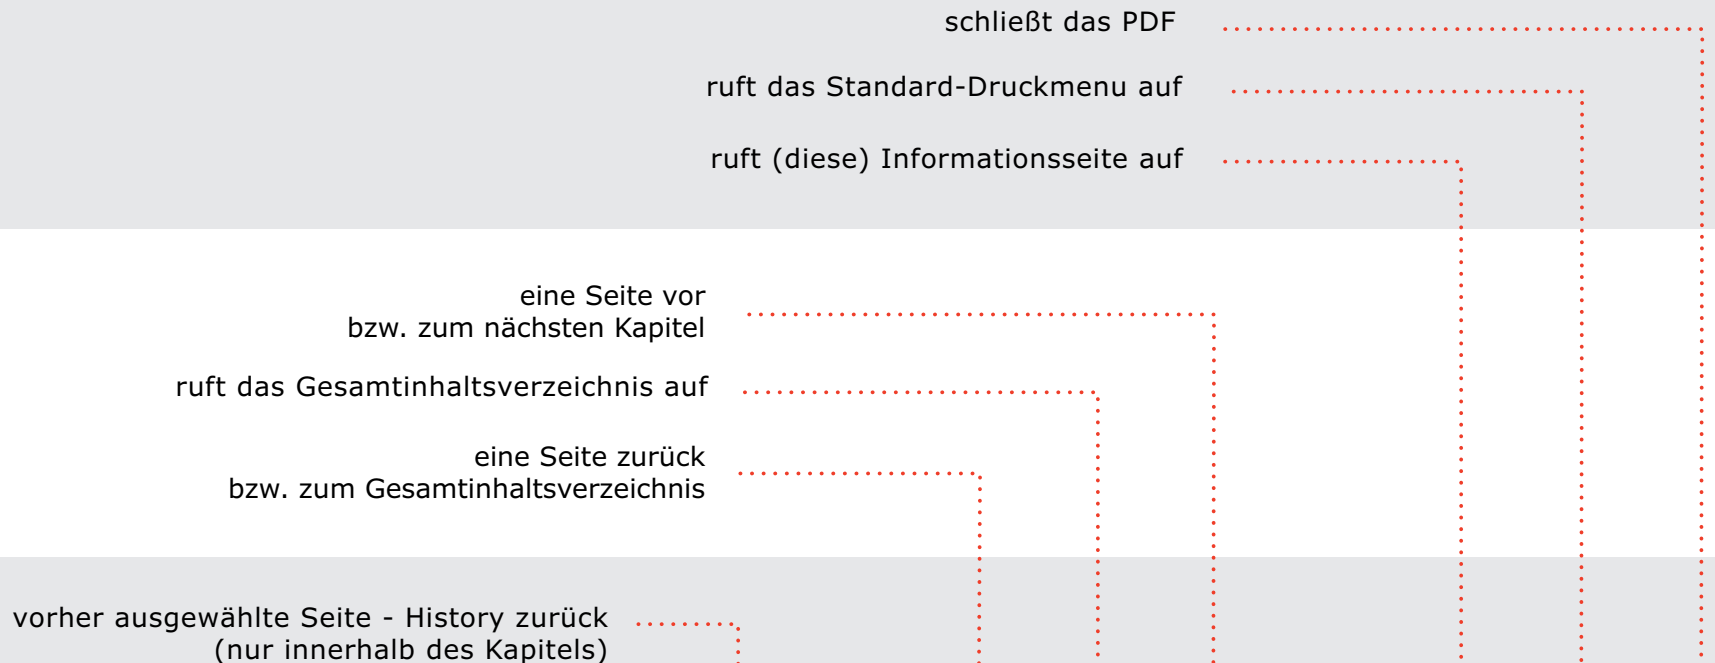 schließt das PDF
ruft das Standard-Druckmenu auf
ruft (diese) Informationsseite auf
eine Seite vor
bzw. zum nächsten Kapitel
ruft das Gesamtinhaltsverzeichnis auf
eine Seite zurück
bzw. zum Gesamtinhaltsverzeichnis
vorher ausgewählte Seite - History zurück
(nur innerhalb des Kapitels)